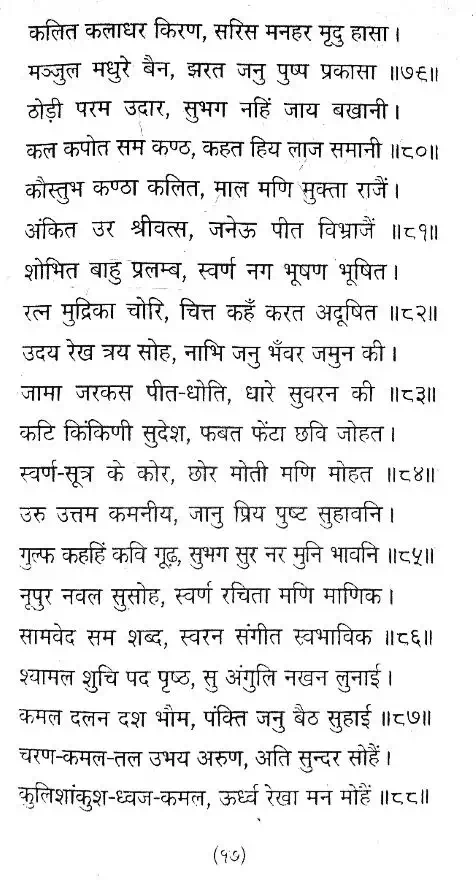 कलित कलाधर किरण, सरिस मनहर मृदु हासा ।
मञ्जुल मधुरे बैन, झरत जनु पुष्प प्रकासा ॥७९॥
ठोड़ी परम उदार, सुभग नहिं जाय बखानी ।
कल कपोत सम कण्ठ, कहत हिय लाज समानी ॥८०॥
कौस्तुभ कण्ठा कलित, माल मणि मुक्ता राजैं ।
अंकित उर श्रीवत्स, जनेऊ पीत विभ्राजैं ॥८१॥
शोभित बाहु प्रलम्ब, स्वर्ण नग भूषण भूषित ।
रत्न मुद्रिका चोरि, चित्त कहँ करत अदूषित ॥८२॥
उदय रेख त्रय सोह, नाभि जनु भँवर जमुन की ।
जामा जरकस पीत-धोति, धारे सुवरन की ॥८३॥
कटि किंकिणी सुदेश, फबत फेंटा छवि जोहत ।
स्वर्ण-सूत्र के कोर, छोर मोती मणि मोहत ॥८४॥
उरु उत्तम कमनीय, जानु प्रिय पुष्ट सुहावनि ।
गुल्फ कहहिं कवि गूढ़, सुभग सुर नर मुनि भावनि ॥८५॥
नूपुर नवल सुसोह, स्वर्ण रचिता मणि माणिक ।
सामवेद सम शब्द, स्वरन संगीत स्वभाविक ॥८६॥
श्यामल शुचि पद पृष्ठ, सु अंगुलि नखन लुनाई ।
कमल दलन दश भौम, पंक्ति जनु बैठ सुहाई ॥८७॥
चरण-कमल-तल उभय अरुण, अति सुन्दर सोहैं ।
कुलिशांकुश-ध्वज-कमल, ऊर्ध्व रेखा मन मोहैं ॥८८॥
(१७)